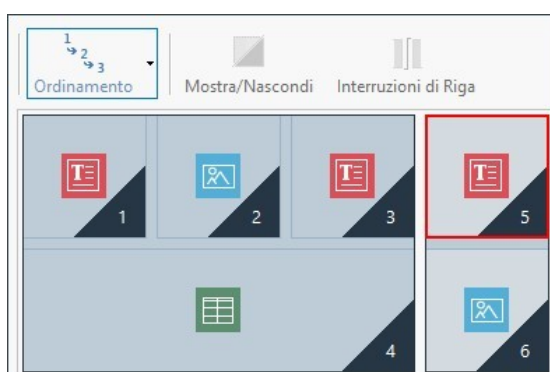 1
2
3
Ordinamento
Mostra/Nascondi
Interruzioni di Riga
T
1
2
T
3
T
5
4
6